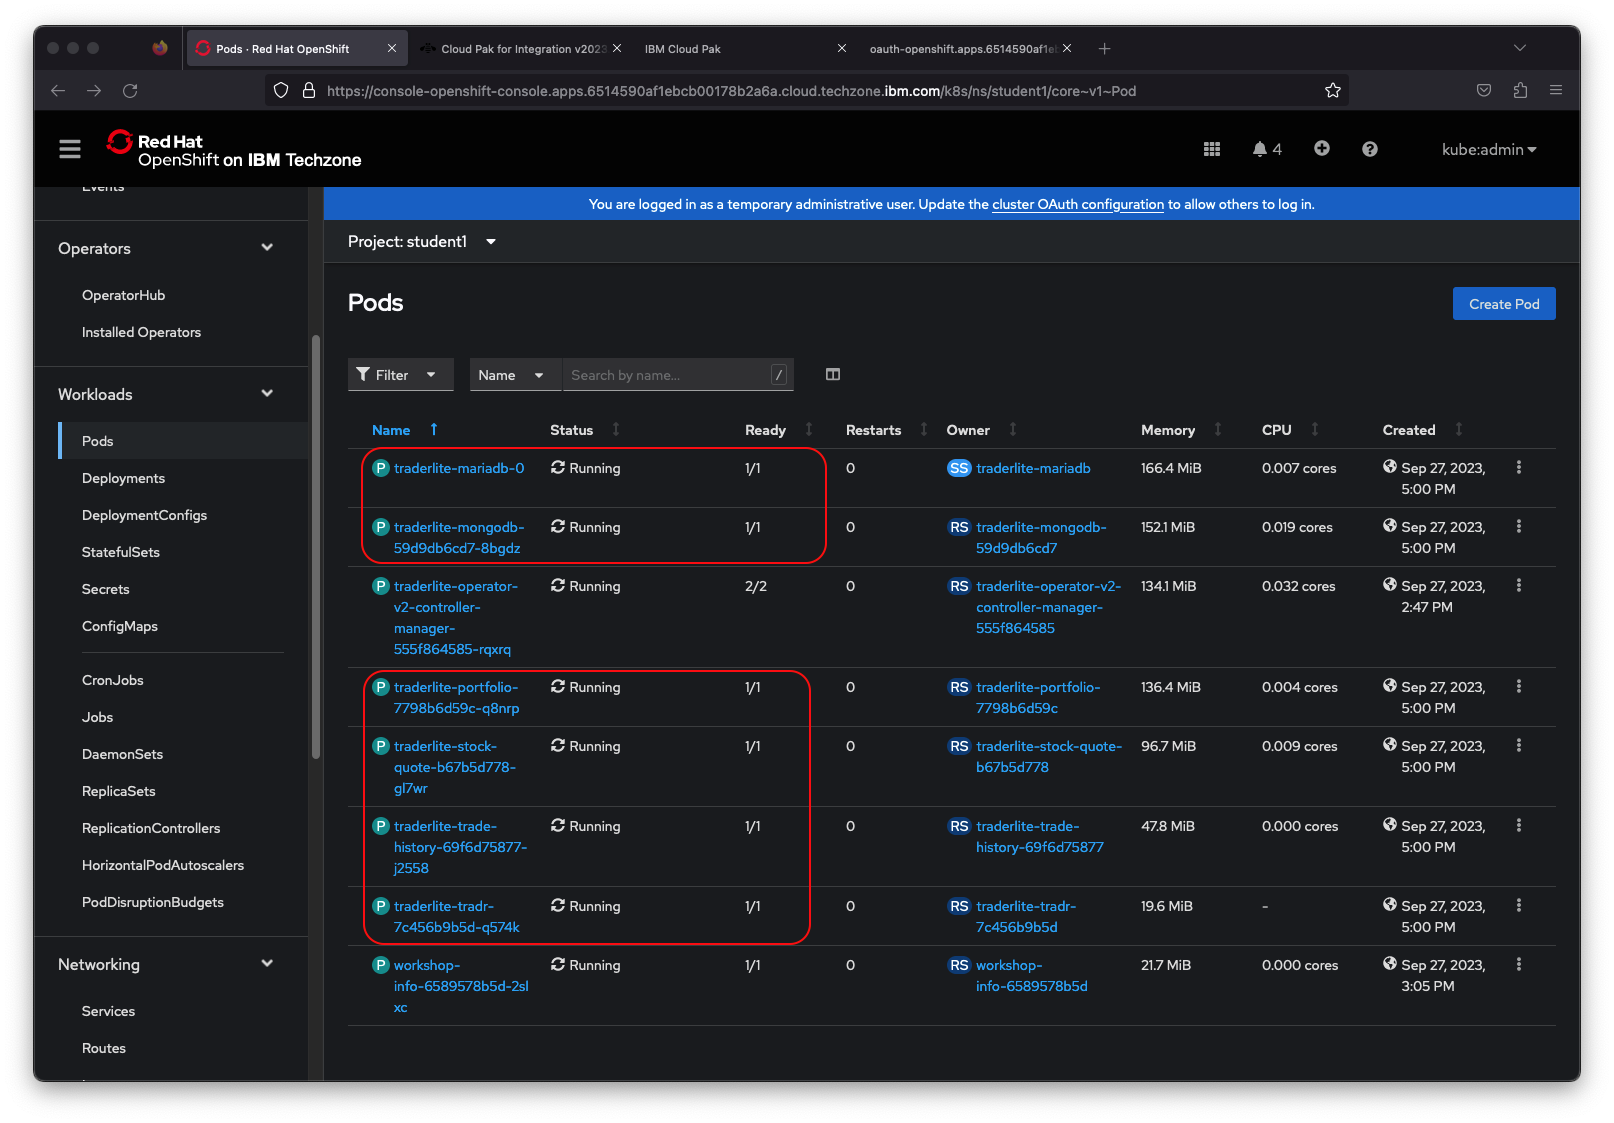 Pods · Red Hat OpenShift
Cloud Pak for Integration v2023
IBM Cloud Pak
oauth-openshift.apps.6514590af1eb
https://console-openshift-console.apps.6514590af1ebcb00178b2a6a.cloud.techzone.ibm.com/k8s/ns/student1/core~v1~Pod
Red Hat
OpenShift on IBM Techzone
4
kube:admin
Events
You are logged in as a temporary administrative user. Update the cluster OAuth configuration to allow others to log in.
Operators
OperatorHub
Installed Operators
Workloads
Pods
Deployments
DeploymentConfigs
StatefulSets
Secrets
ConfigMaps
CronJobs
Jobs
DaemonSets
ReplicaSets
ReplicationControllers
HorizontalPodAutoscalers
PodDisruptionBudgets
Networking
Services
Routes
Project: student1
Pods
Create Pod
Filter
Name
Search by name...
/
Name Status Ready Restarts Owner Memory CPU Created
P traderlite-mariadb-0 Running 1/1 0 SS traderlite-mariadb 166.4 MiB 0.007 cores Sep 27, 2023,
5:00 PM
P traderlite-mongodb- Running 1/1 0 RS traderlite-mongodb- 152.1 MiB 0.019 cores Sep 27, 2023,
59d9db6cd7-8bgdz 59d9db6cd7 5:00 PM
P traderlite-operator- Running 2/2 0 RS traderlite-operator-v2- 134.1 MiB 0.032 cores Sep 27, 2023,
v2-controller- controller-manager- 2:47 PM
manager- 555f864585
555f864585-rqxrq
P traderlite-portfolio- Running 1/1 0 RS traderlite-portfolio- 136.4 MiB 0.004 cores Sep 27, 2023,
7798b6d59c-q8nrp 7798b6d59c 5:00 PM
P traderlite-stock- Running 1/1 0 RS traderlite-stock-quote- 96.7 MiB 0.009 cores Sep 27, 2023,
quote-b67b5d778- b67b5d778 5:00 PM
gl7wr
P traderlite-trade- Running 1/1 0 RS traderlite-trade- 47.8 MiB 0.000 cores Sep 27, 2023,
history-69f6d75877- history-69f6d75877 5:00 PM
j2558
P traderlite-tradr- Running 1/1 0 RS traderlite-tradr- 19.6 MiB - Sep 27, 2023,
7c456b9b5d-q574k 7c456b9b5d 5:00 PM
P workshop- Running 1/1 0 RS workshop- 21.7 MiB 0.000 cores Sep 27, 2023,
info-6589578b5d-2sl info-6589578b5d 3:05 PM
xc